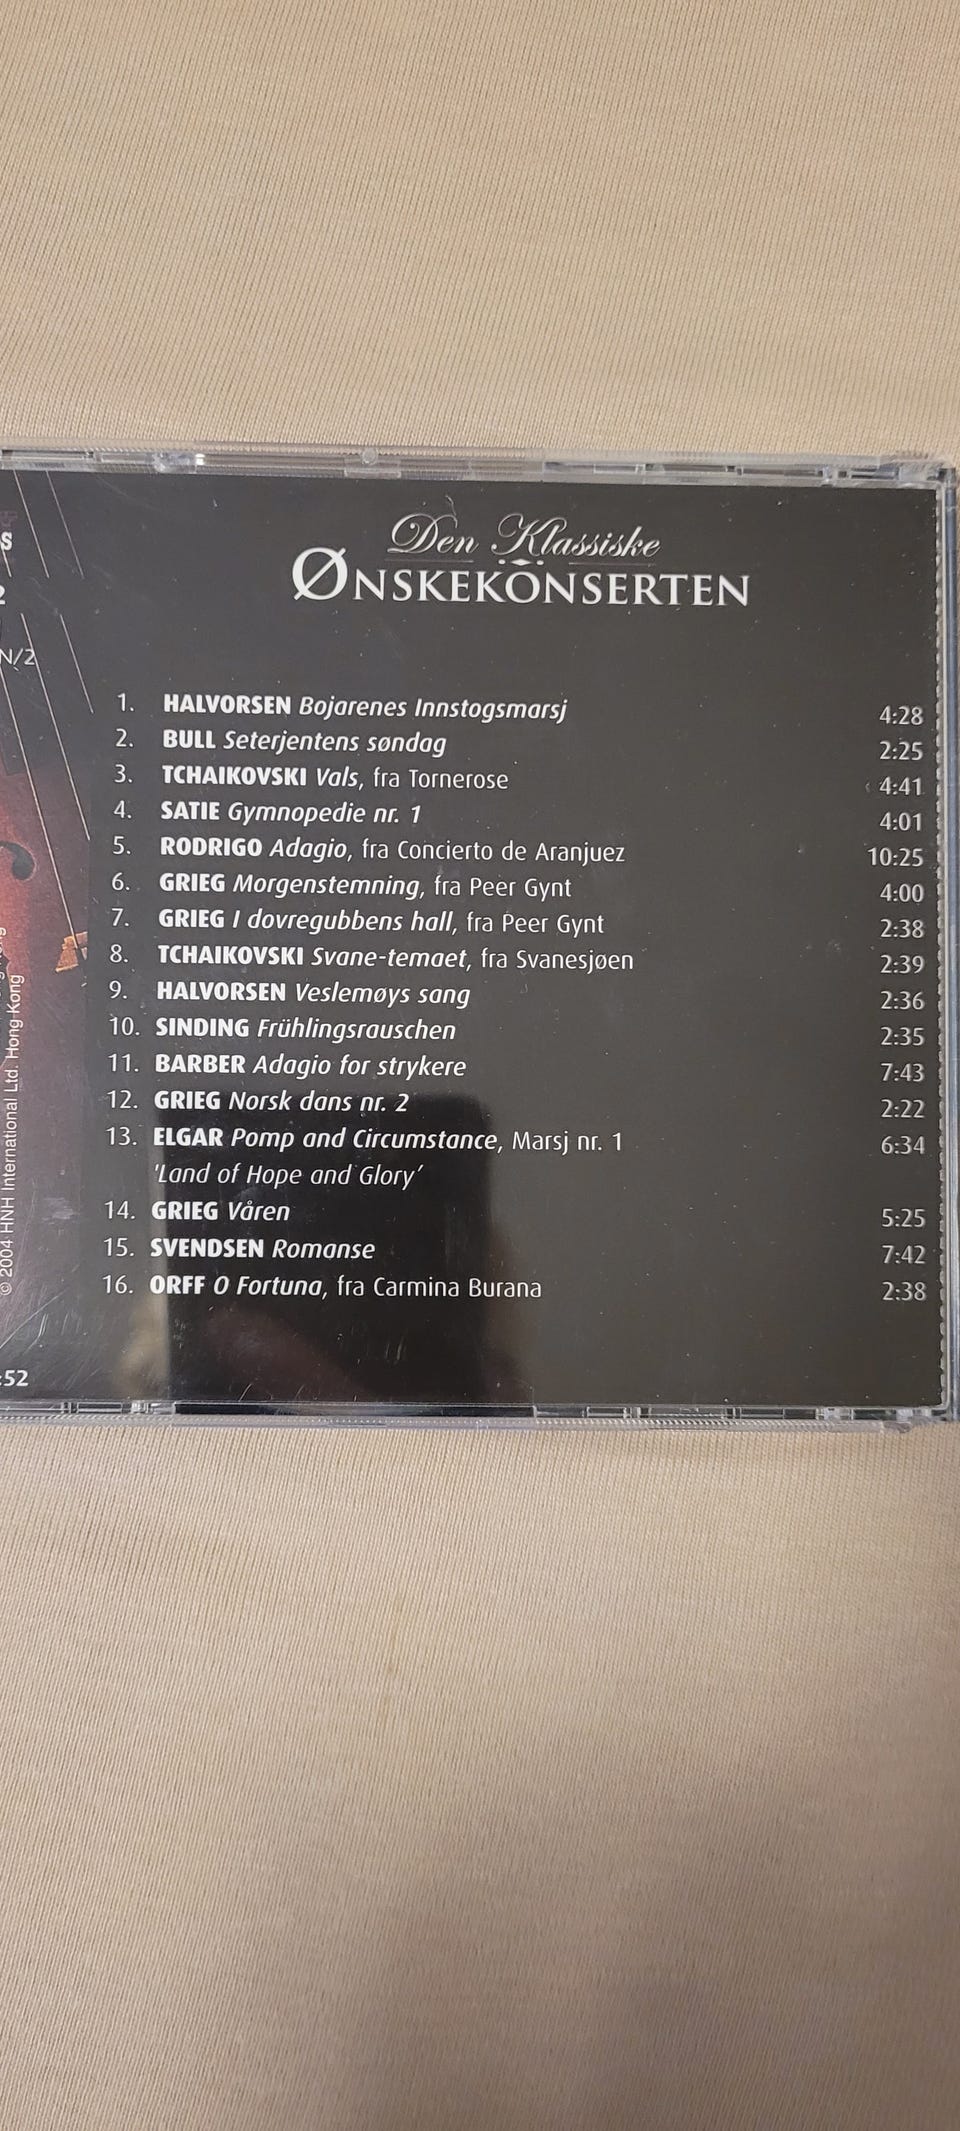 Den Klassiske
ØNSKEKONSERTEN
1. HALVORSEN Bojarenes Innstogsmarsj 4:28
2. BULL Seterjentens søndag 2:25
3. TCHAIKOVSKI Vals, fra Tornerose 4:41
4. SATIE Gymnopedie nr. 1 4:01
5. RODRIGO Adagio, fra Concierto de Aranjuez 10:25
6. GRIEG Morgenstemning, fra Peer Gynt 4:00
7. GRIEG I dovregubbens hall, fra Peer Gynt 2:38
8. TCHAIKOVSKI Svane-temaet, fra Svanesjøen 2:39
9. HALVORSEN Veslemøys sang 2:36
10. SINDING Frühlingsrauschen 2:35
11. BARBER Adagio for strykere 7:43
12. GRIEG Norsk dans nr. 2 2:22
13. ELGAR Pomp and Circumstance, Marsj nr. 1 6:34
'Land of Hope and Glory'
14. GRIEG Våren 5:25
15. SVENDSEN Romanse 7:42
16. ORFF O Fortuna, fra Carmina Burana 2:38
N/2
© 2004 HNH International Ltd. Hong Kong
:52